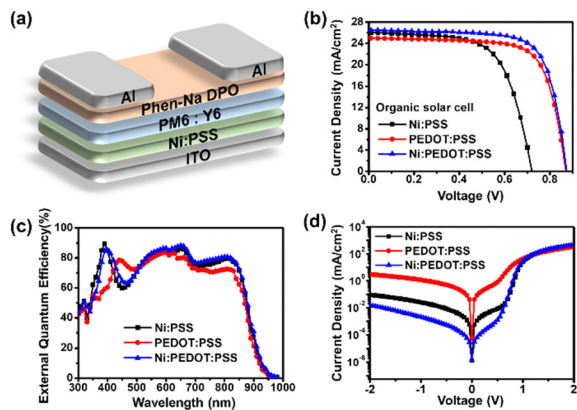 (a)
Al
Al
Phen-Na DPO
PM6 : Y6
Ni:PSS
ITO
(b)
Current Density (mA/cm²)
28
24
20
16
12
8
4
0
Organic solar cell
Ni:PSS
PEDOT:PSS
Ni:PEDOT:PSS
0.0 0.2 0.4 0.6 0.8
Voltage (V)
(c)
External Quantum Efficiency(%)
100
80
60
40
20
0
Ni:PSS
PEDOT:PSS
Ni:PEDOT:PSS
300 400 500 600 700 800 900 1000
Wavelength (nm)
(d)
Current Density (mA/cm²)
10⁴
10²
10⁰
10⁻²
10⁻⁴
10⁻⁶
10⁻⁸
Ni:PSS
PEDOT:PSS
Ni:PEDOT:PSS
-2 -1 0 1 2
Voltage (V)